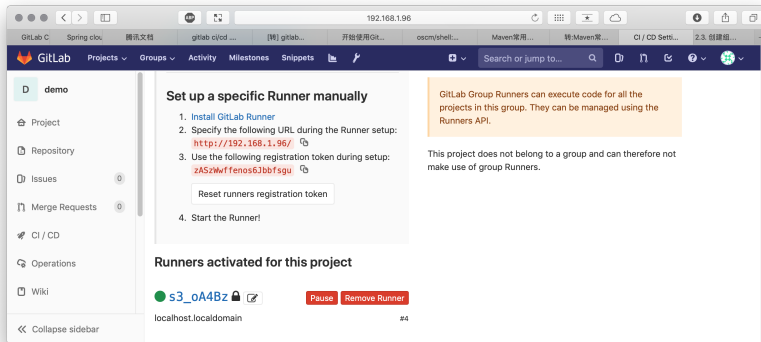 192.168.1.96
GitLab C
Spring clou
腾讯文档
gitlab ci/cd ....
[转] gitlab...
开始使用Git...
oscm/shell:...
Maven常用...
转:Maven常...
CI / CD Setti...
2.3. 创建组...
GitLab
Projects
Groups
Activity
Milestones
Snippets
Search or jump to...
D
demo
Project
Repository
Issues
0
Merge Requests
0
CI / CD
Operations
Wiki
Collapse sidebar
Set up a specific Runner manually
1. Install GitLab Runner
2. Specify the following URL during the Runner setup:
http://192.168.1.96/
3. Use the following registration token during setup:
zASzWwffenos6Jbbfsgu
Reset runners registration token
4. Start the Runner!
Runners activated for this project
s3_oA4Bz
Pause
Remove Runner
localhost.localdomain
#4
GitLab Group Runners can execute code for all the
projects in this group. They can be managed using the
Runners API.
This project does not belong to a group and can therefore not
make use of group Runners.